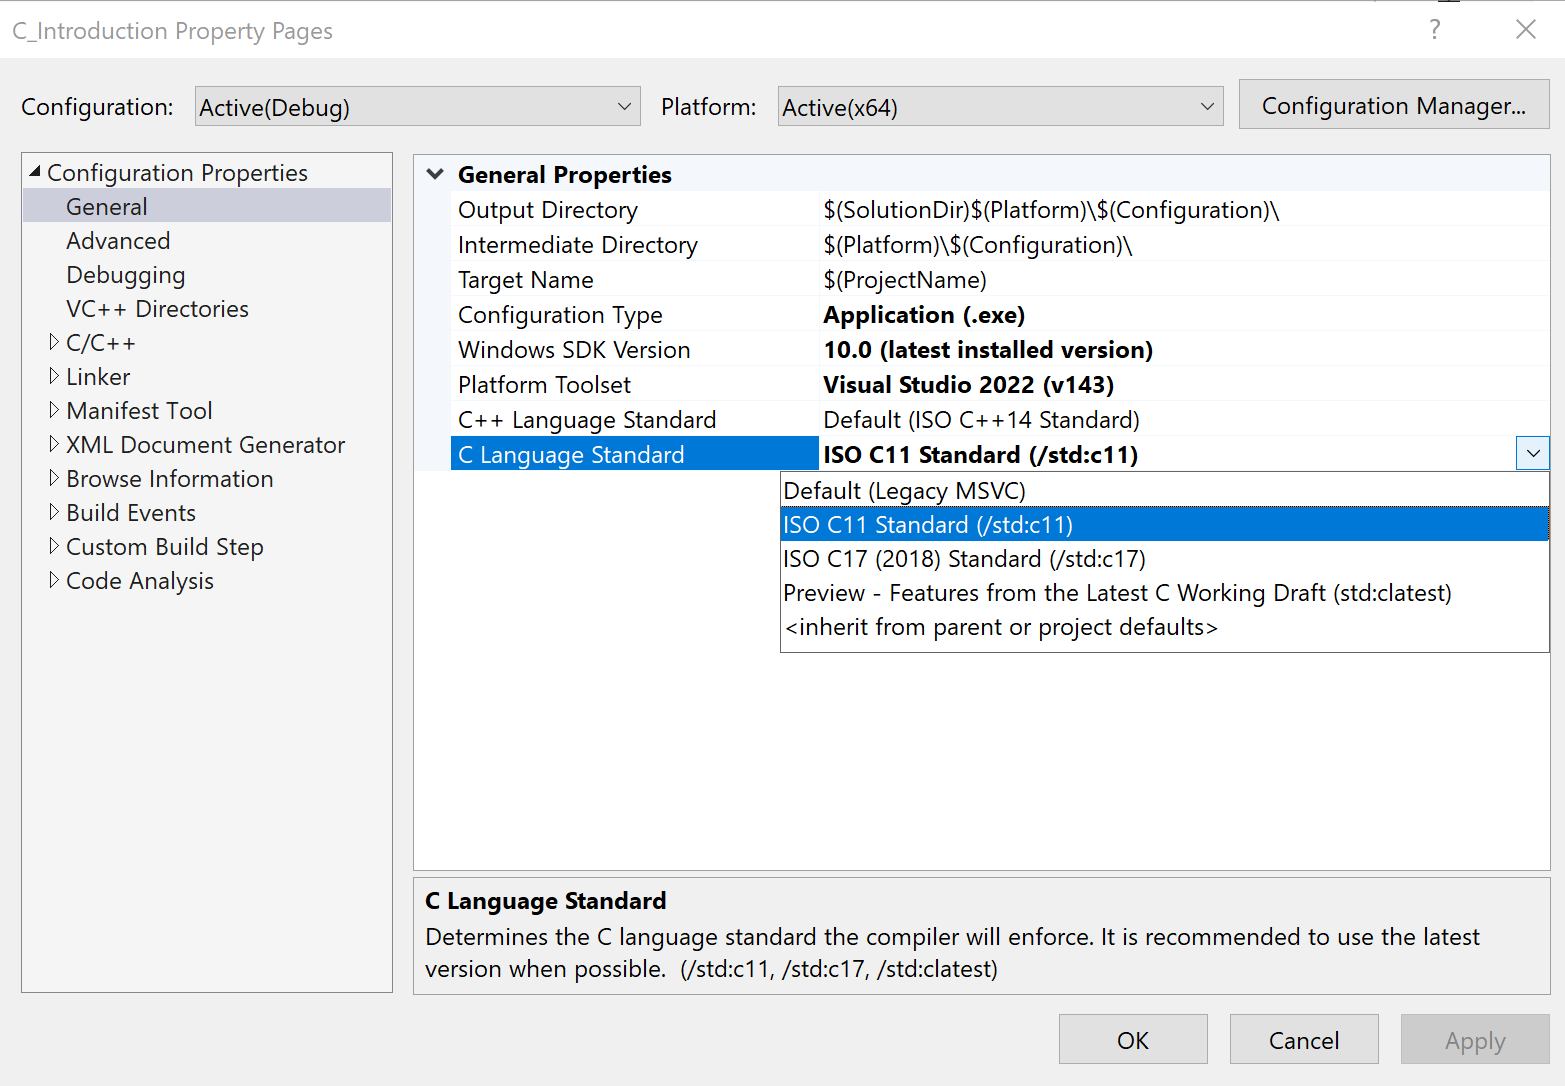 C_Introduction Property Pages
?
Configuration: Active(Debug) Platform: Active(x64) Configuration Manager...
Configuration Properties
General
Advanced
Debugging
VC++ Directories
C/C++
Linker
Manifest Tool
XML Document Generator
Browse Information
Build Events
Custom Build Step
Code Analysis
General Properties
Output Directory $(SolutionDir)$(Platform)\$(Configuration)\
Intermediate Directory $(Platform)\$(Configuration)\
Target Name $(ProjectName)
Configuration Type Application (.exe)
Windows SDK Version 10.0 (latest installed version)
Platform Toolset Visual Studio 2022 (v143)
C++ Language Standard Default (ISO C++14 Standard)
C Language Standard ISO C11 Standard (/std:c11)
Default (Legacy MSVC)
ISO C11 Standard (/std:c11)
ISO C17 (2018) Standard (/std:c17)
Preview - Features from the Latest C Working Draft (std:clatest)
<inherit from parent or project defaults>
C Language Standard
Determines the C language standard the compiler will enforce. It is recommended to use the latest
version when possible.  (/std:c11, /std:c17, /std:clatest)
OK Cancel Apply